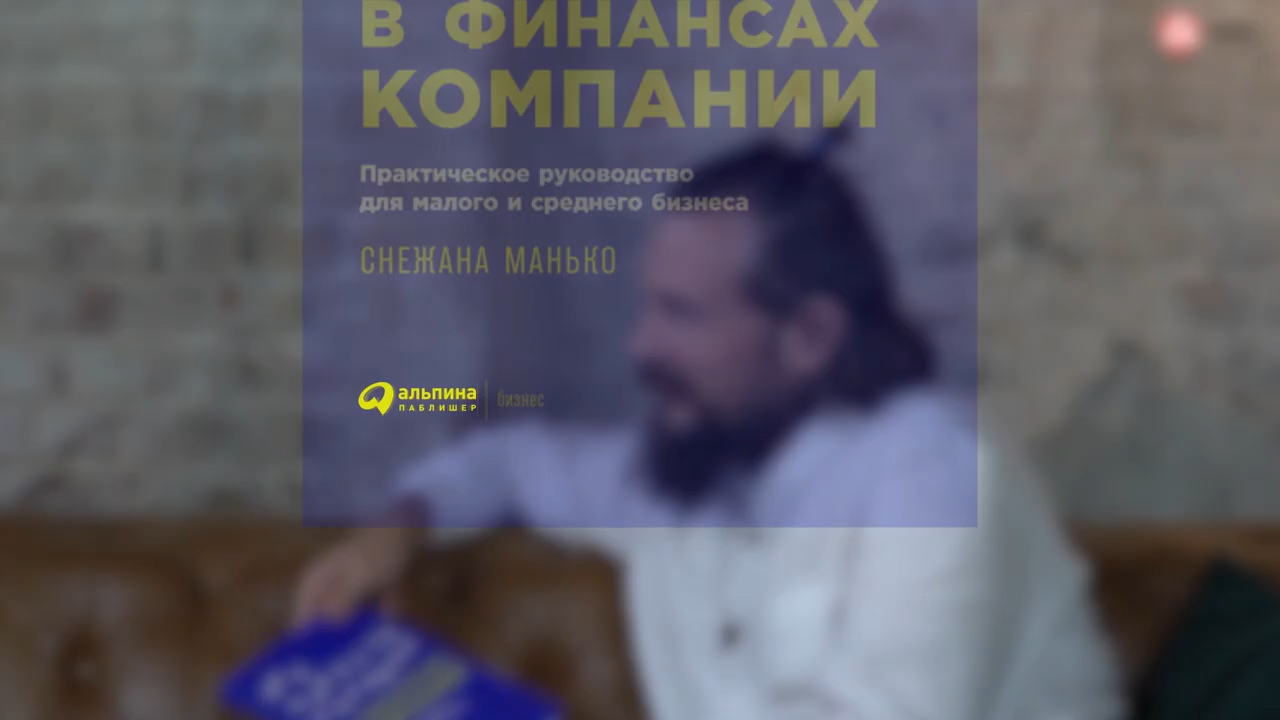 В ФИНАНСАХ
КОМПАНИИ
Практическое руководство
для малого и среднего бизнеса
СНЕЖАНА МАНЬКО
альпина
ПАБЛИШЕР
бизнес